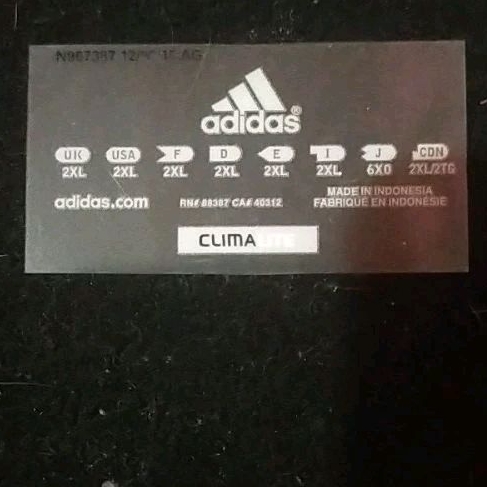 adidas®
UK USA F D E I J CDN
2XL 2XL 2XL 2XL 2XL 2XL 6XO 2XL/2TG
adidas.com
RN# 88387 CA# 40312
MADE IN INDONESIA
FABRIQUÉ EN INDONÉSIE
CLIMALITE